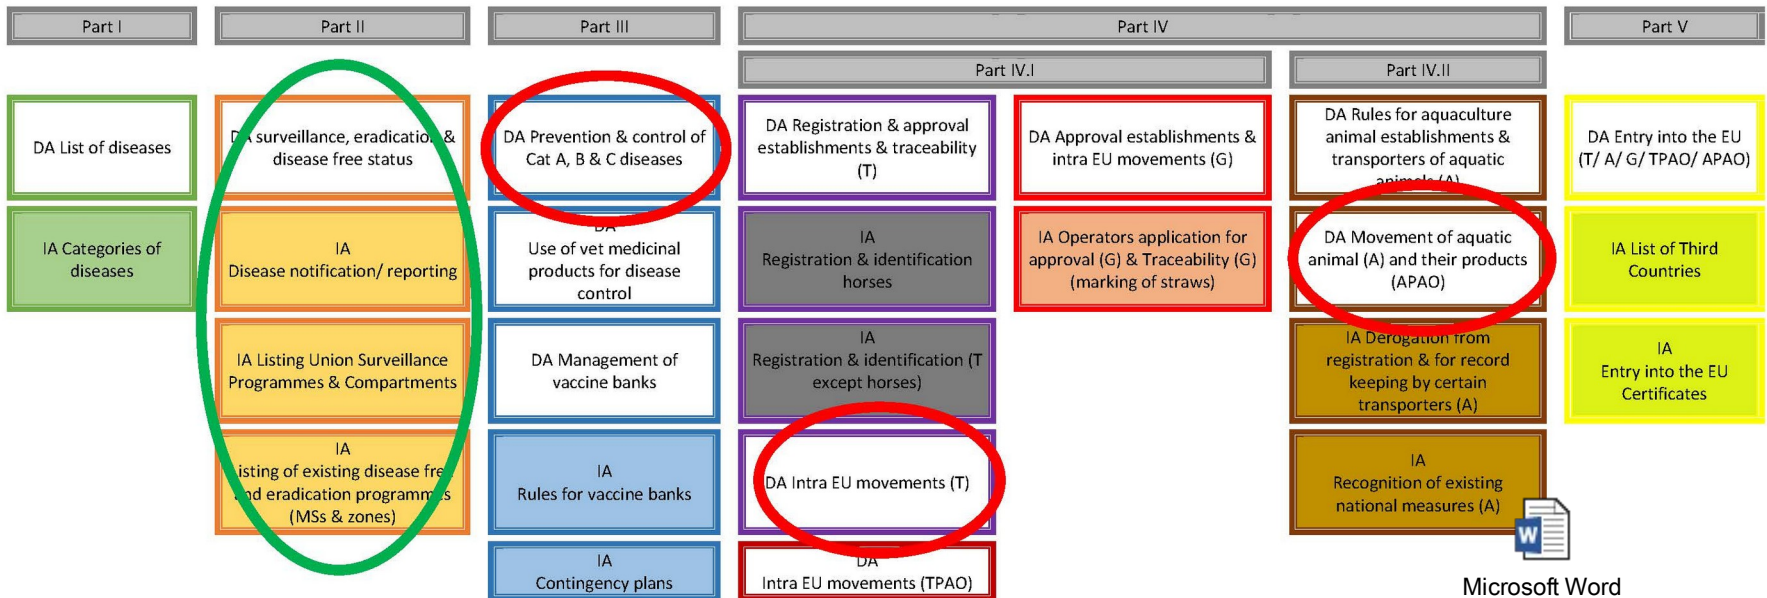 Part I
Part II
Part III
Part IV
Part V
Part IV.I
Part IV.II
DA List of diseases
IA Categories of
diseases
DA surveillance, eradication &
disease free status
IA
Disease notification/ reporting
IA Listing Union Surveillance
Programmes & Compartments
IA
isting of existing disease fre
and eradication programmes
(MSs & zones)
DA Prevention & control of
Cat A, B & C diseases
DA
Use of vet medicinal
products for disease
control
DA Management of
vaccine banks
IA
Rules for vaccine banks
IA
Contingency plans
DA Registration & approval
establishments & traceability
(T)
IA
Registration & identification
horses
IA
Registration & identification (T
except horses)
DA Intra EU movements (T)
DA
Intra EU movements (TPAO)
DA Approval establishments &
intra EU movements (G)
IA Operators application for
approval (G) & Traceability (G)
(marking of straws)
DA Rules for aquaculture
animal establishments &
transporters of aquatic
animals (A)
DA Movement of aquatic
animal (A) and their products
(APAO)
IA Derogation from
registration & for record
keeping by certain
transporters (A)
IA
Recognition of existing
national measures (A)
DA Entry into the EU
(T/ A/ G/ TPAO/ APAO)
IA List of Third
Countries
IA
Entry into the EU
Certificates
W
Microsoft Word